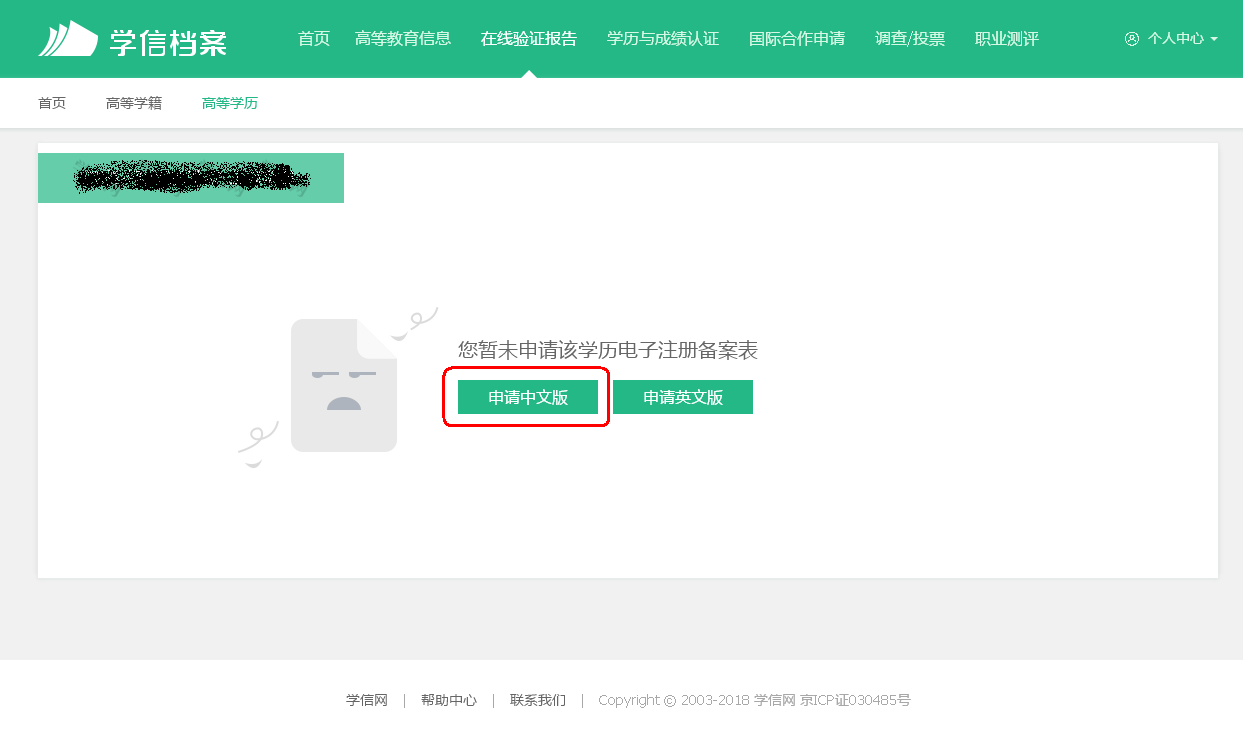 学信档案 首页 高等教育信息 在线验证报告 学历与成绩认证 国际合作申请 调查/投票 职业测评 个人中心
首页 高等学籍 高等学历
您暂未申请该学历电子注册备案表
申请中文版 申请英文版
学信网 | 帮助中心 | 联系我们 | Copyright © 2003-2018 学信网 京ICP证030485号